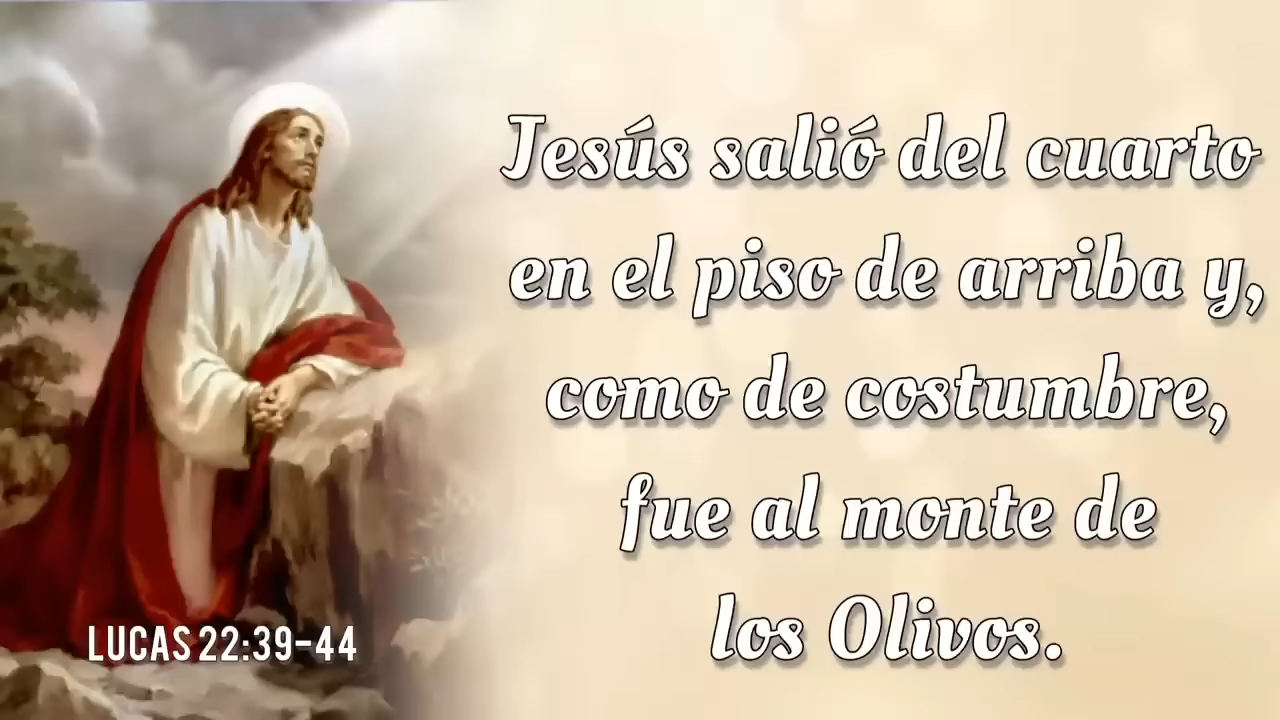 Jesús salió del cuarto
en el piso de arriba y,
como de costumbre,
fue al monte de
los Olivos.
LUCAS 22:39-44